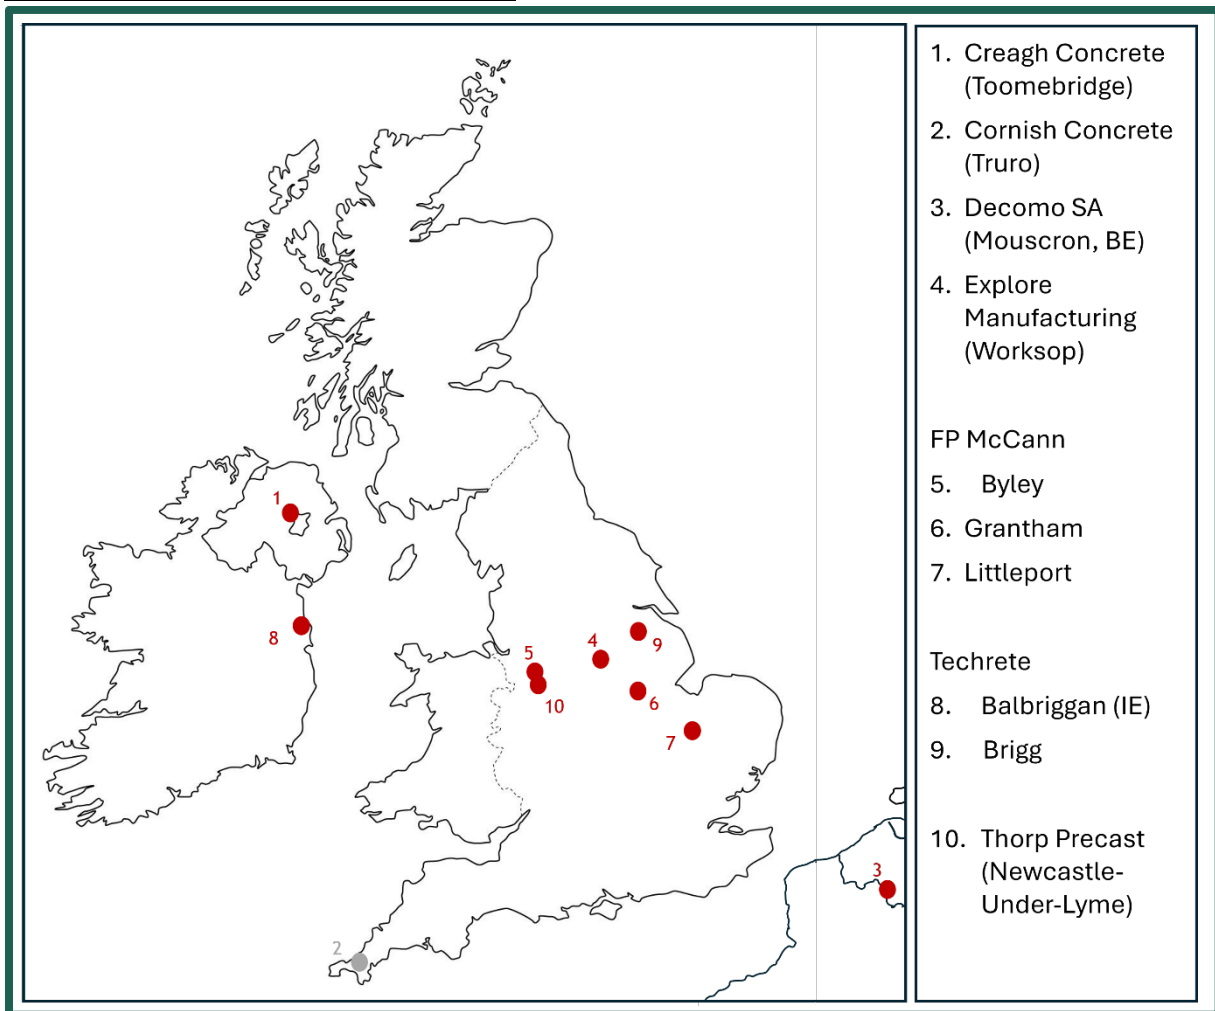 1. Creagh Concrete
(Toomebridge)
2. Cornish Concrete
(Truro)
3. Decomo SA
(Mouscron, BE)
4. Explore
Manufacturing
(Worksop)
FP McCann
5. Byley
6. Grantham
7. Littleport
Techrete
8. Balbriggan (IE)
9. Brigg
10. Thorp Precast
(Newcastle-
Under-Lyme)
1
8
5
4
9
10
6
7
3
2